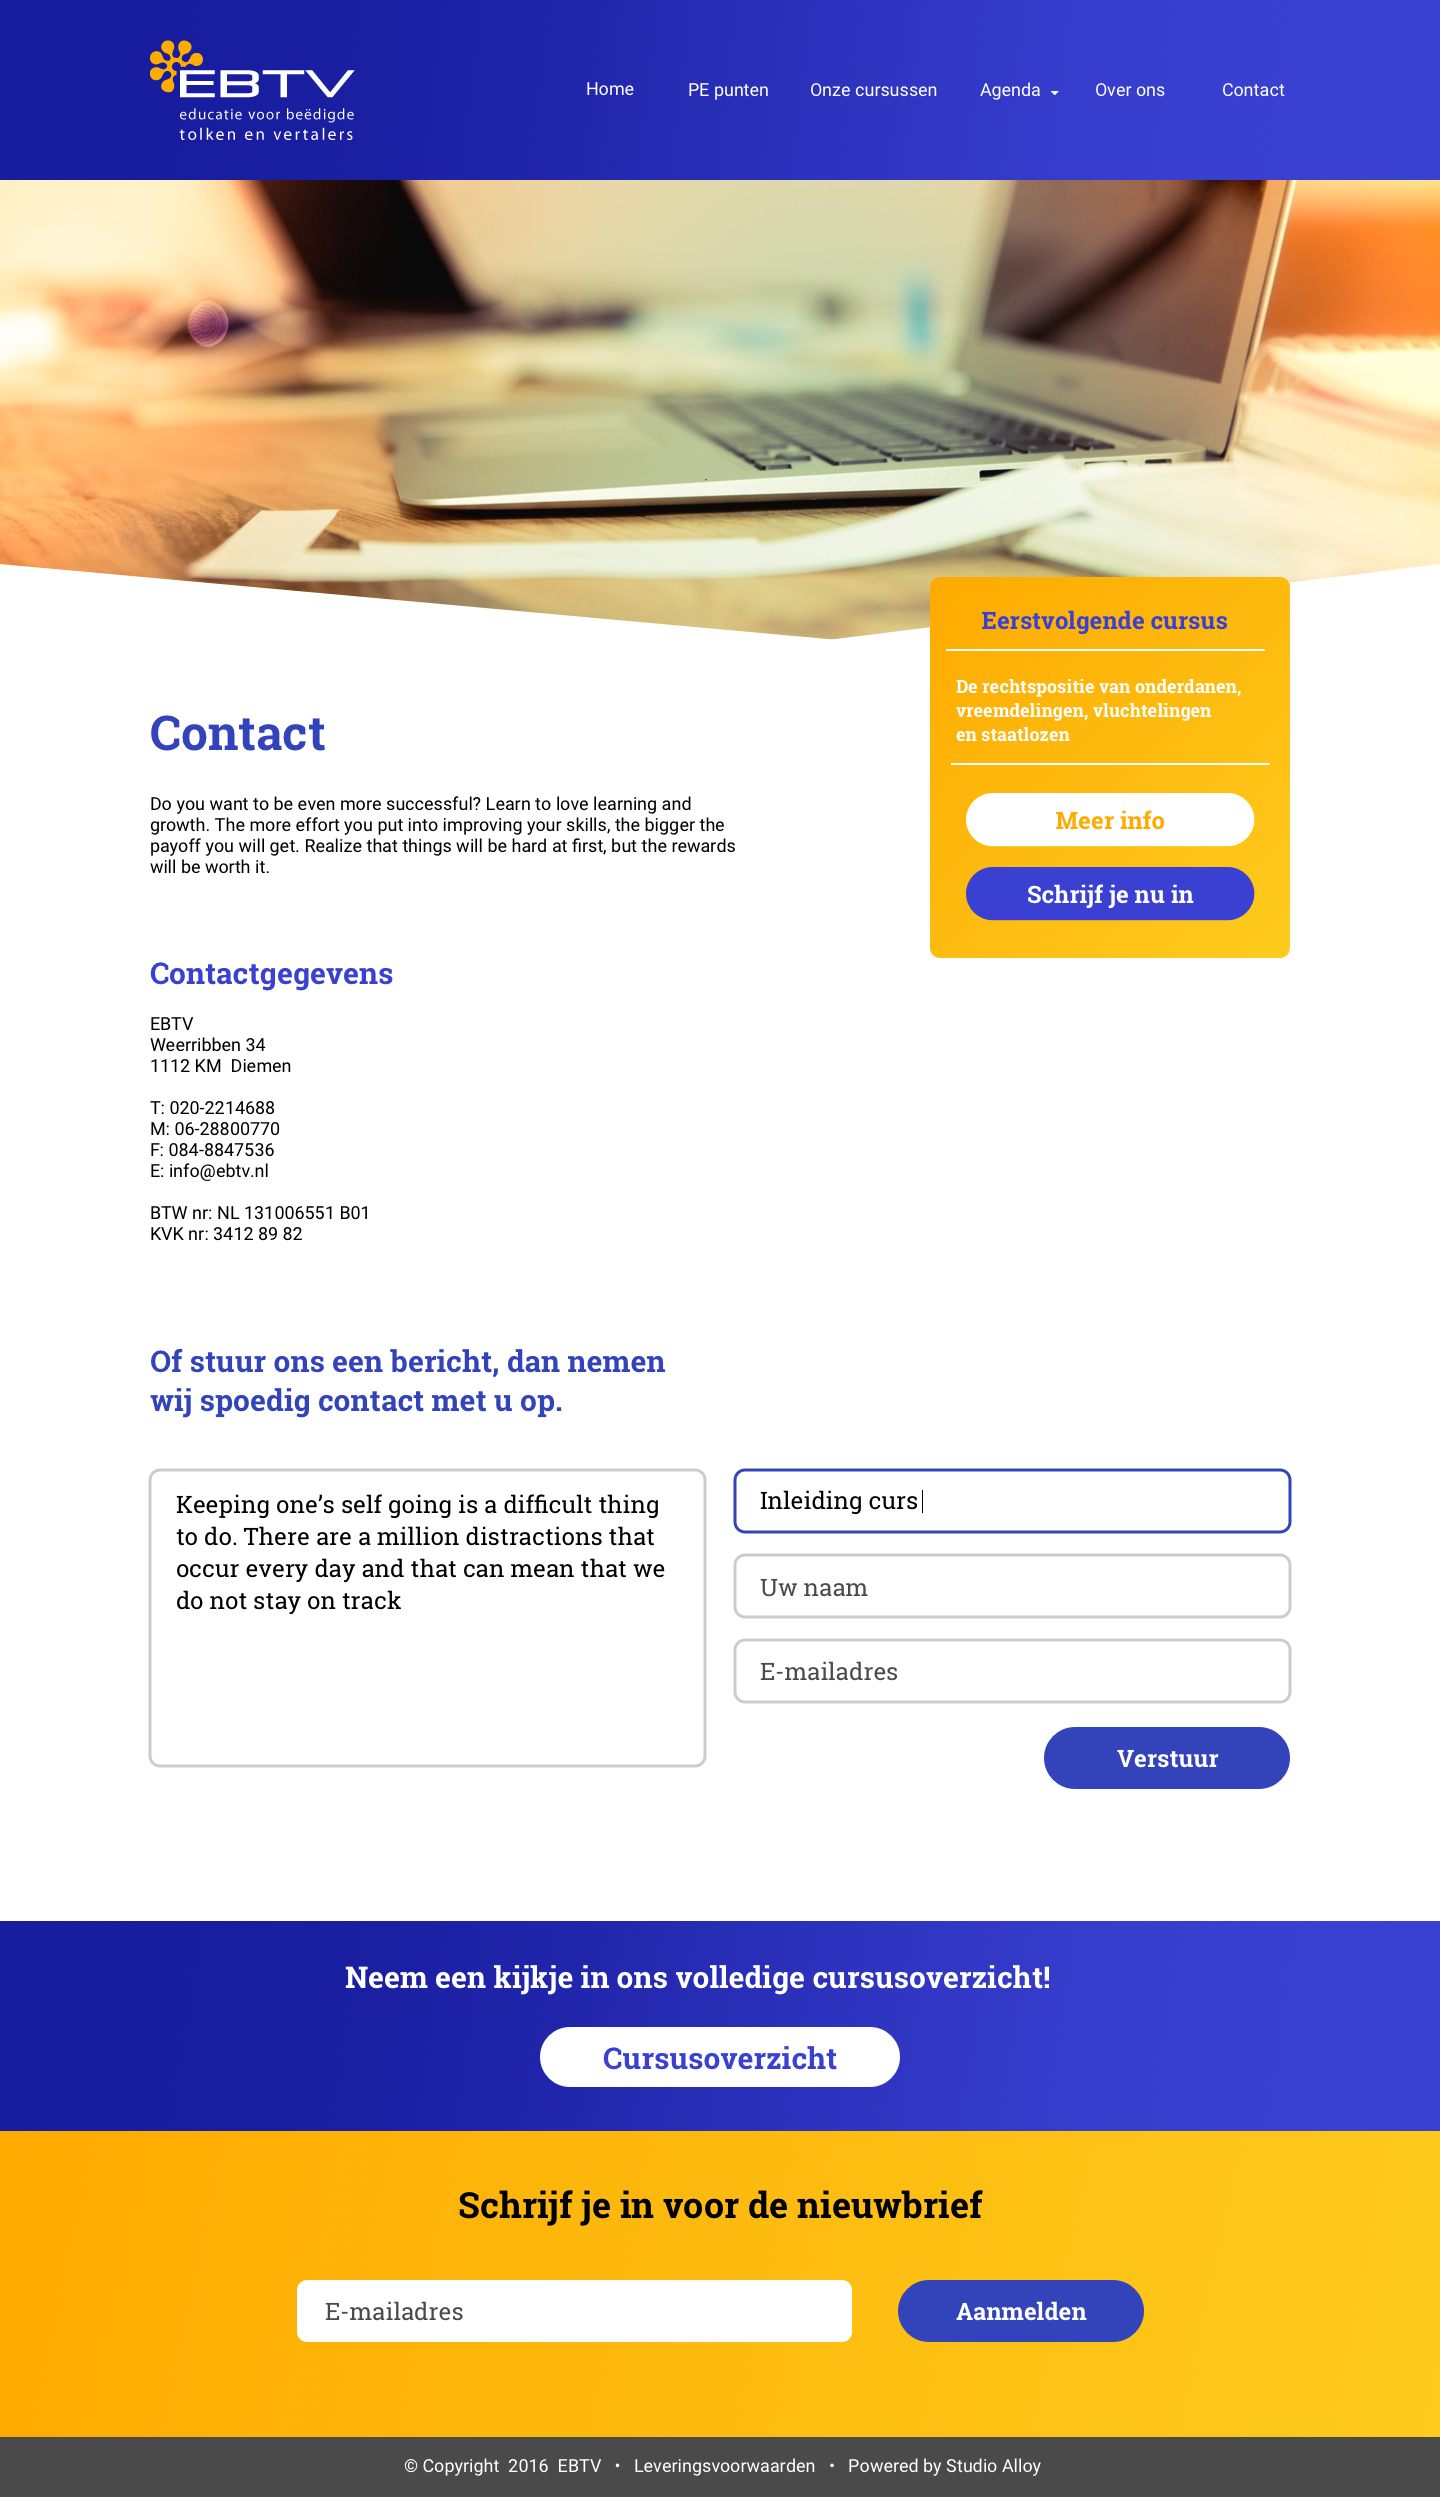 EBTV
educatie voor beëdigde
tolken en vertalers
Home PE punten Onze cursussen Agenda Over ons Contact
Eerstvolgende cursus
De rechtspositie van onderdanen,
vreemdelingen, vluchtelingen
en staatlozen
Meer info
Schrijf je nu in
Contact
Do you want to be even more successful? Learn to love learning and
growth. The more effort you put into improving your skills, the bigger the
payoff you will get. Realize that things will be hard at first, but the rewards
will be worth it.
Contactgegevens
EBTV
Weerribben 34
1112 KM  Diemen
T: 020-2214688
M: 06-28800770
F: 084-8847536
E: info@ebtv.nl
BTW nr: NL 131006551 B01
KVK nr: 3412 89 82
Of stuur ons een bericht, dan nemen
wij spoedig contact met u op.
Keeping one’s self going is a difficult thing
to do. There are a million distractions that
occur every day and that can mean that we
do not stay on track
Inleiding curs
Uw naam
E-mailadres
Verstuur
Neem een kijkje in ons volledige cursusoverzicht!
Cursusoverzicht
Schrijf je in voor de nieuwbrief
E-mailadres
Aanmelden
© Copyright  2016  EBTV  •  Leveringsvoorwaarden  •  Powered by Studio Alloy